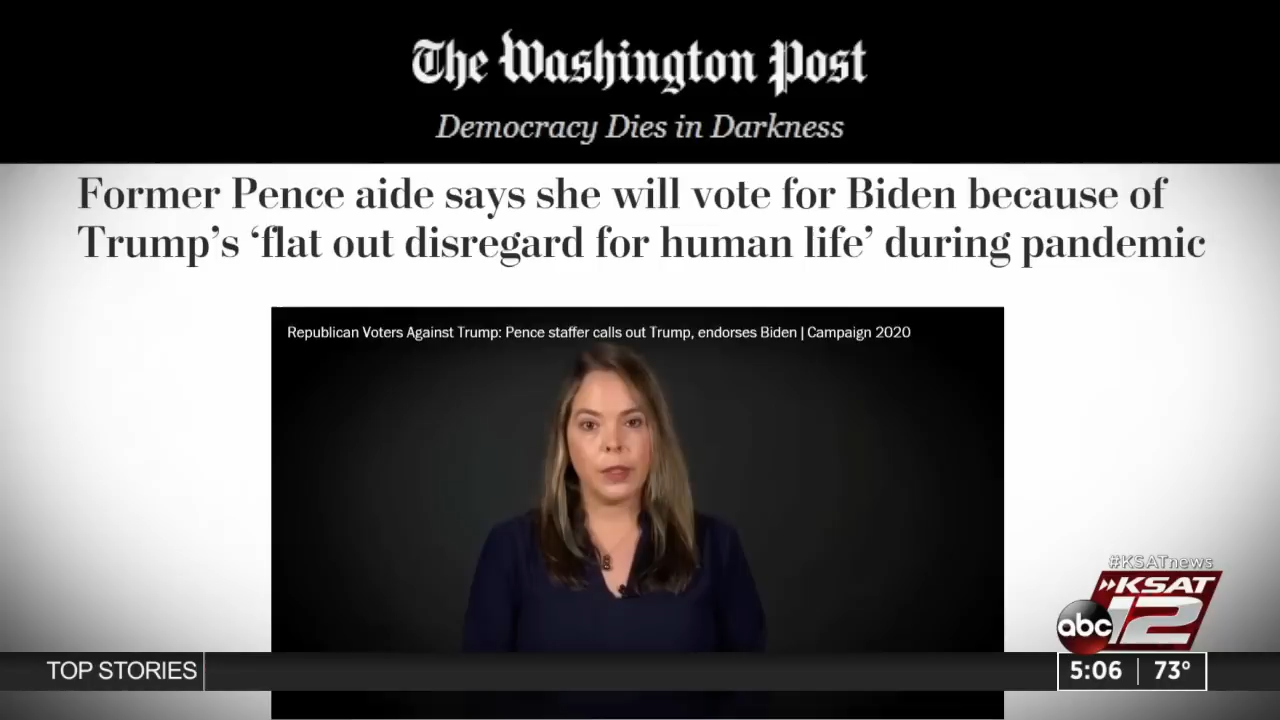 The Washington Post
Democracy Dies in Darkness
Former Pence aide says she will vote for Biden because of
Trump’s ‘flat out disregard for human life’ during pandemic
Republican Voters Against Trump: Pence staffer calls out Trump, endorses Biden | Campaign 2020
#KSATnews
KSAT
abc 12
TOP STORIES
5:06 73°